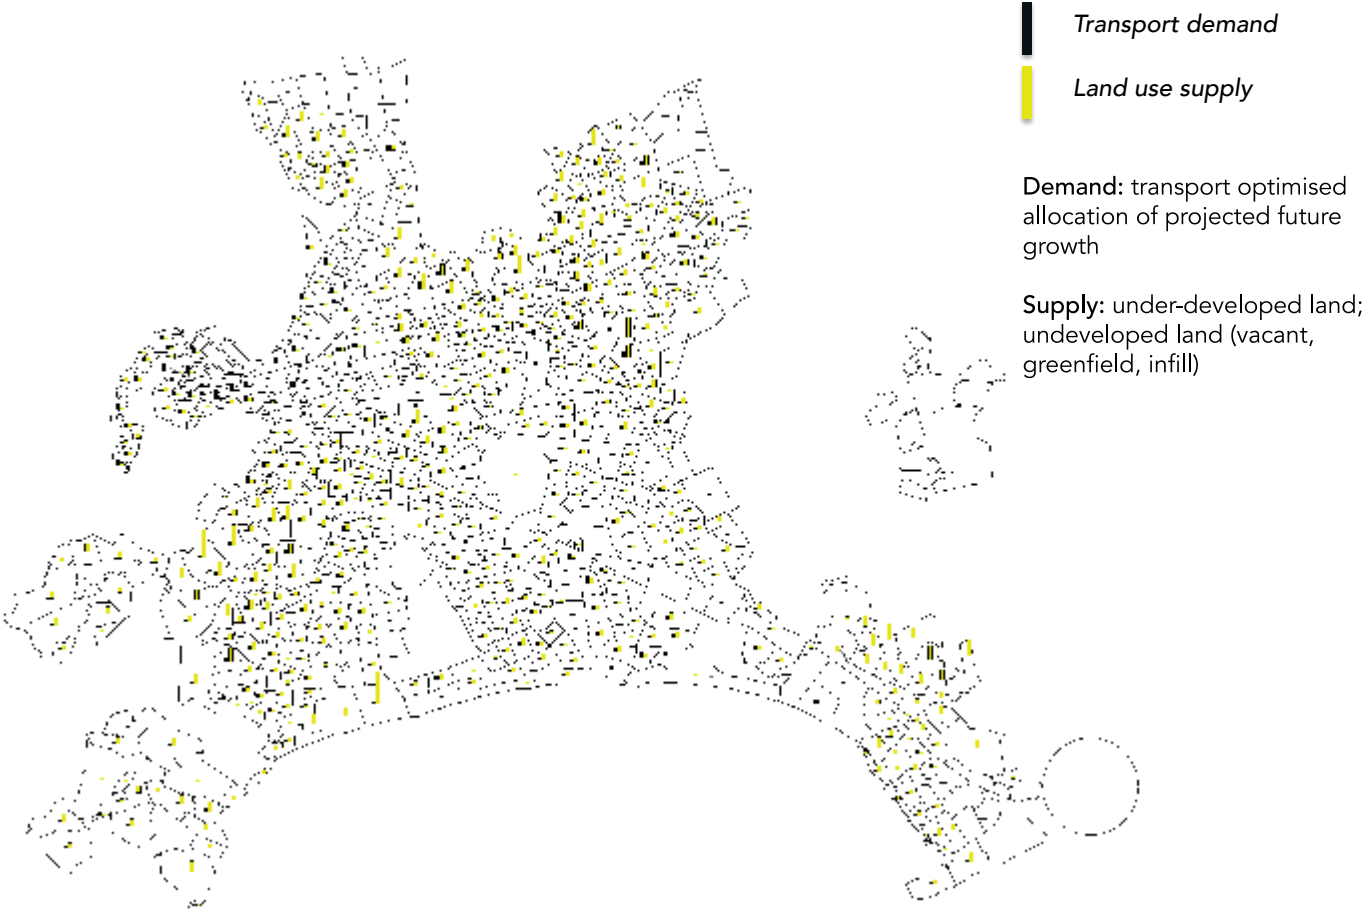 Transport demand
Land use supply
Demand: transport optimised
allocation of projected future
growth
Supply: under-developed land;
undeveloped land (vacant,
greenfield, infill)